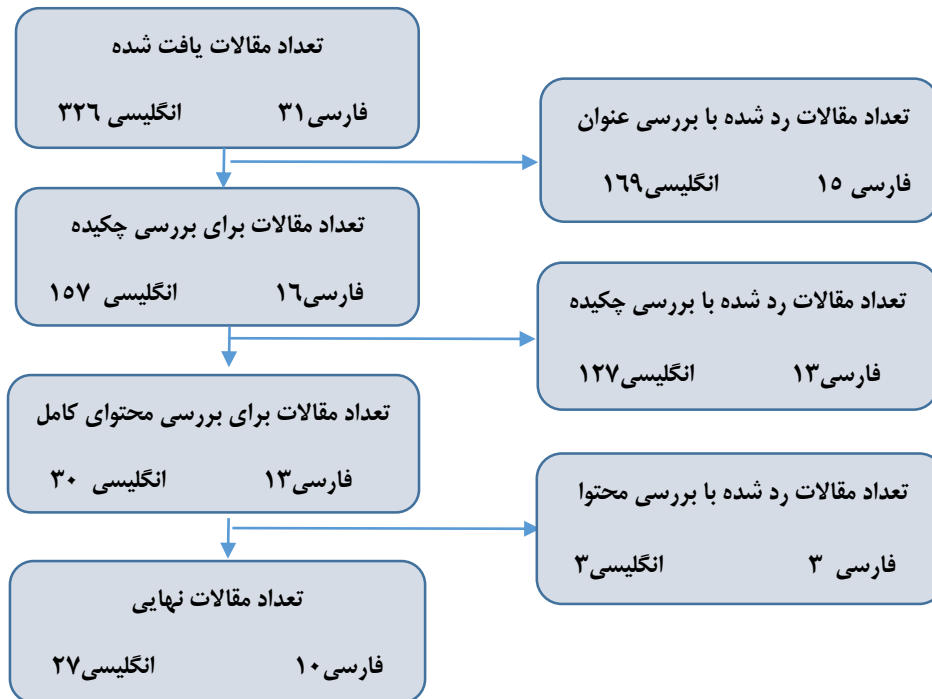 تعداد مقالات یافت شده
فارسی۳۱ انگلیسی ۳۲۶
تعداد مقالات رد شده با بررسی عنوان
فارسی ۱۵ انگلیسی۱۶۹
تعداد مقالات برای بررسی چکیده
فارسی۱۶ انگلیسی ۱۵۷
تعداد مقالات رد شده با بررسی چکیده
فارسی۱۳ انگلیسی۱۲۷
تعداد مقالات برای بررسی محتوای کامل
فارسی۱۳ انگلیسی ۳۰
تعداد مقالات رد شده با بررسی محتوا
فارسی ۳ انگلیسی۳
تعداد مقالات نهایی
فارسی۱۰ انگلیسی۲۷